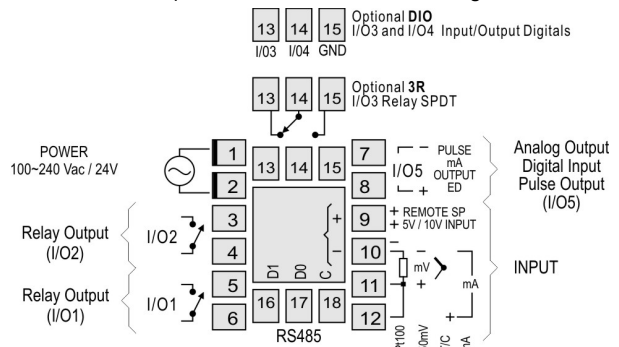 13 14 15
I/03 I/04 GND
Optional DIO
I/O3 and I/O4 Input/Output Digitals
13 14 15
Optional 3R
I/O3 Relay SPDT
POWER
100~240 Vac / 24V
1
2
3
4
5
6
13 14 15
D1 D0 C
+
−
16 17 18
RS485
7
8
9
10
11
12
Relay Output
(I/O2)
I/O2
Relay Output
(I/O1)
I/O1
I/O5
− PULSE
mA
OUTPUT
+ ED
Analog Output
Digital Input
Pulse Output
(I/O5)
+ REMOTE SP
+ 5V / 10V INPUT
−
mV
+
mA
+
INPUT